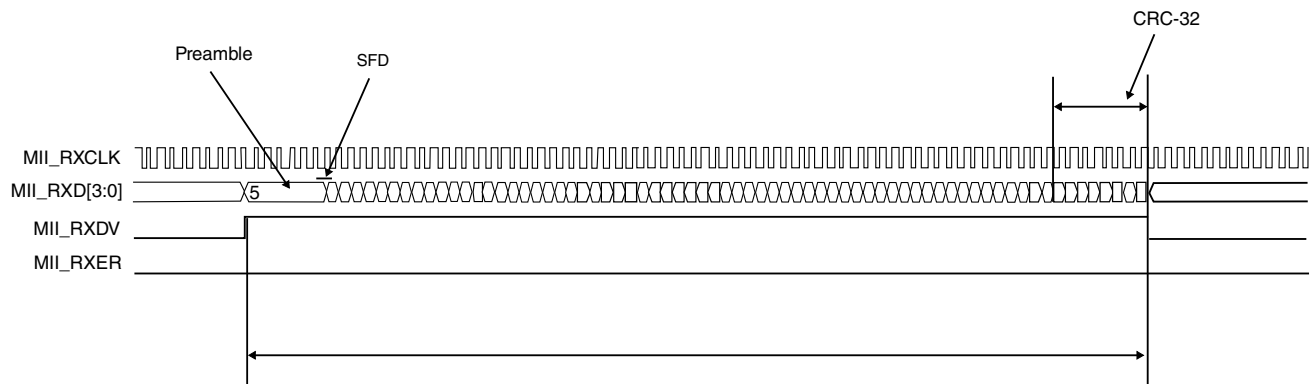 CRC-32
Preamble
SFD
MII_RXCLK
MII_RXD[3:0]
5
MII_RXDV
MII_RXER